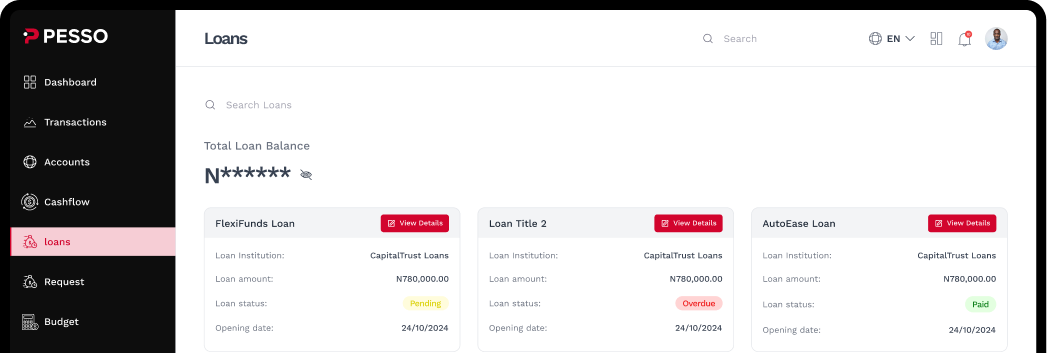 PESSO
Loans
Search
EN
Dashboard
Transactions
Accounts
Cashflow
loans
Request
Budget
Search Loans
Total Loan Balance
N******
FlexiFunds Loan
View Details
Loan Institution: CapitalTrust Loans
Loan amount: N780,000.00
Loan status: Pending
Opening date: 24/10/2024
Loan Title 2
View Details
Loan Institution: CapitalTrust Loans
Loan amount: N780,000.00
Loan status: Overdue
Opening date: 24/10/2024
AutoEase Loan
View Details
Loan Institution: CapitalTrust Loans
Loan amount: N780,000.00
Loan status: Paid
Opening date: 24/10/2024